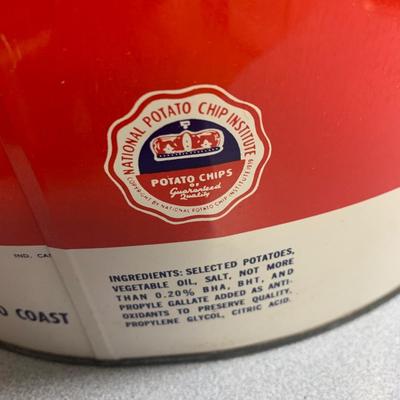 NATIONAL POTATO CHIP INSTITUTE
POTATO CHIPS
OF
Guaranteed
Quality
COPYRIGHT BY NATIONAL POTATO CHIP INSTITUTE
IND. CA
COAST
INGREDIENTS: SELECTED POTATOES,
VEGETABLE OIL, SALT, NOT MORE
THAN 0.20% BHA, BHT, AND
PROPYLE GALLATE ADDED AS ANTI-
OXIDANTS TO PRESERVE QUALITY,
PROPYLENE GLYCOL, CITRIC ACID.